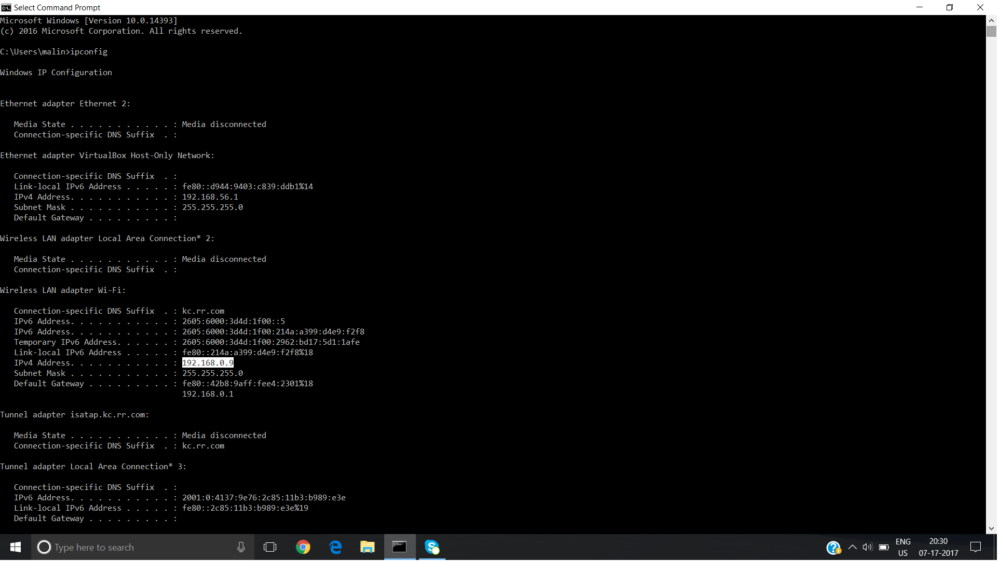 Select Command Prompt
Microsoft Windows [Version 10.0.14393]
(c) 2016 Microsoft Corporation. All rights reserved.
C:\Users\malin>ipconfig
Windows IP Configuration
Ethernet adapter Ethernet 2:
Media State . . . . . . . . . . . : Media disconnected
Connection-specific DNS Suffix  . :
Ethernet adapter VirtualBox Host-Only Network:
Connection-specific DNS Suffix  . :
Link-local IPv6 Address . . . . . : fe80::d944:9403:c839:ddb1%14
IPv4 Address. . . . . . . . . . . : 192.168.56.1
Subnet Mask . . . . . . . . . . . : 255.255.255.0
Default Gateway . . . . . . . . . :
Wireless LAN adapter Local Area Connection* 2:
Media State . . . . . . . . . . . : Media disconnected
Connection-specific DNS Suffix  . :
Wireless LAN adapter Wi-Fi:
Connection-specific DNS Suffix  . : kc.rr.com
IPv6 Address. . . . . . . . . . . : 2605:6000:3d4d:1f00::5
IPv6 Address. . . . . . . . . . . : 2605:6000:3d4d:1f00:214a:a399:d4e9:f2f8
Temporary IPv6 Address. . . . . . : 2605:6000:3d4d:1f00:2962:bd17:5d1:1afe
Link-local IPv6 Address . . . . . : fe80::214a:a399:d4e9:f2f8%18
IPv4 Address. . . . . . . . . . . : 192.168.0.9
Subnet Mask . . . . . . . . . . . : 255.255.255.0
Default Gateway . . . . . . . . . : fe80::42b8:9aff:fee4:2301%18
192.168.0.1
Tunnel adapter isatap.kc.rr.com:
Media State . . . . . . . . . . . : Media disconnected
Connection-specific DNS Suffix  . : kc.rr.com
Tunnel adapter Local Area Connection* 3:
Connection-specific DNS Suffix  . :
IPv6 Address. . . . . . . . . . . : 2001:0:4137:9e76:2c85:11b3:b989:e3e
Link-local IPv6 Address . . . . . : fe80::2c85:11b3:b989:e3e%19
Default Gateway . . . . . . . . . :
Type here to search
ENG
US
20:30
07-17-2017